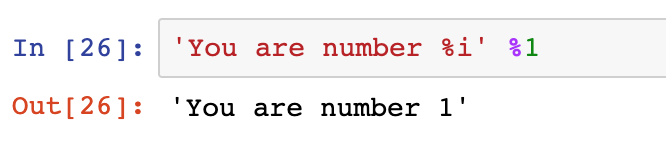 In [26]: 'You are number %i' %1
Out[26]: 'You are number 1'